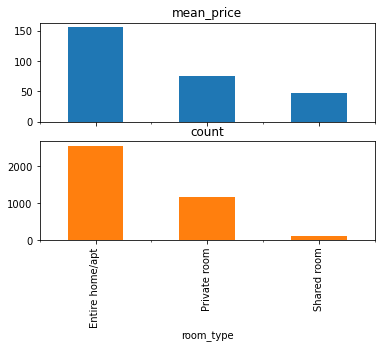 mean_price
150
100
50
0
count
2000
1000
0
Entire home/apt
Private room
Shared room
room_type